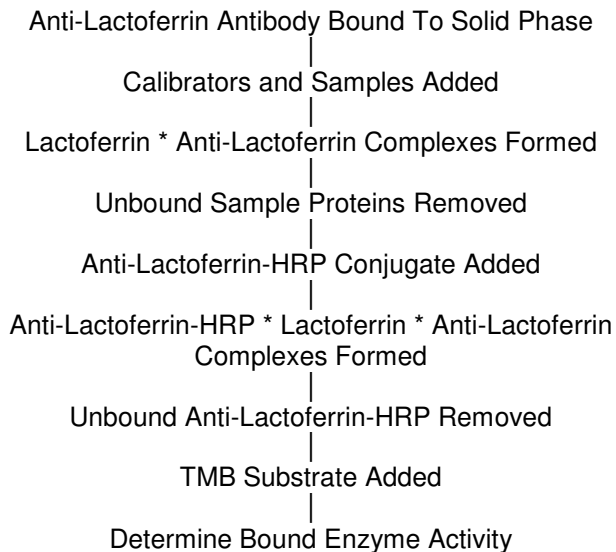 Anti-Lactoferrin Antibody Bound To Solid Phase
Calibrators and Samples Added
Lactoferrin * Anti-Lactoferrin Complexes Formed
Unbound Sample Proteins Removed
Anti-Lactoferrin-HRP Conjugate Added
Anti-Lactoferrin-HRP * Lactoferrin * Anti-Lactoferrin
Complexes Formed
Unbound Anti-Lactoferrin-HRP Removed
TMB Substrate Added
Determine Bound Enzyme Activity